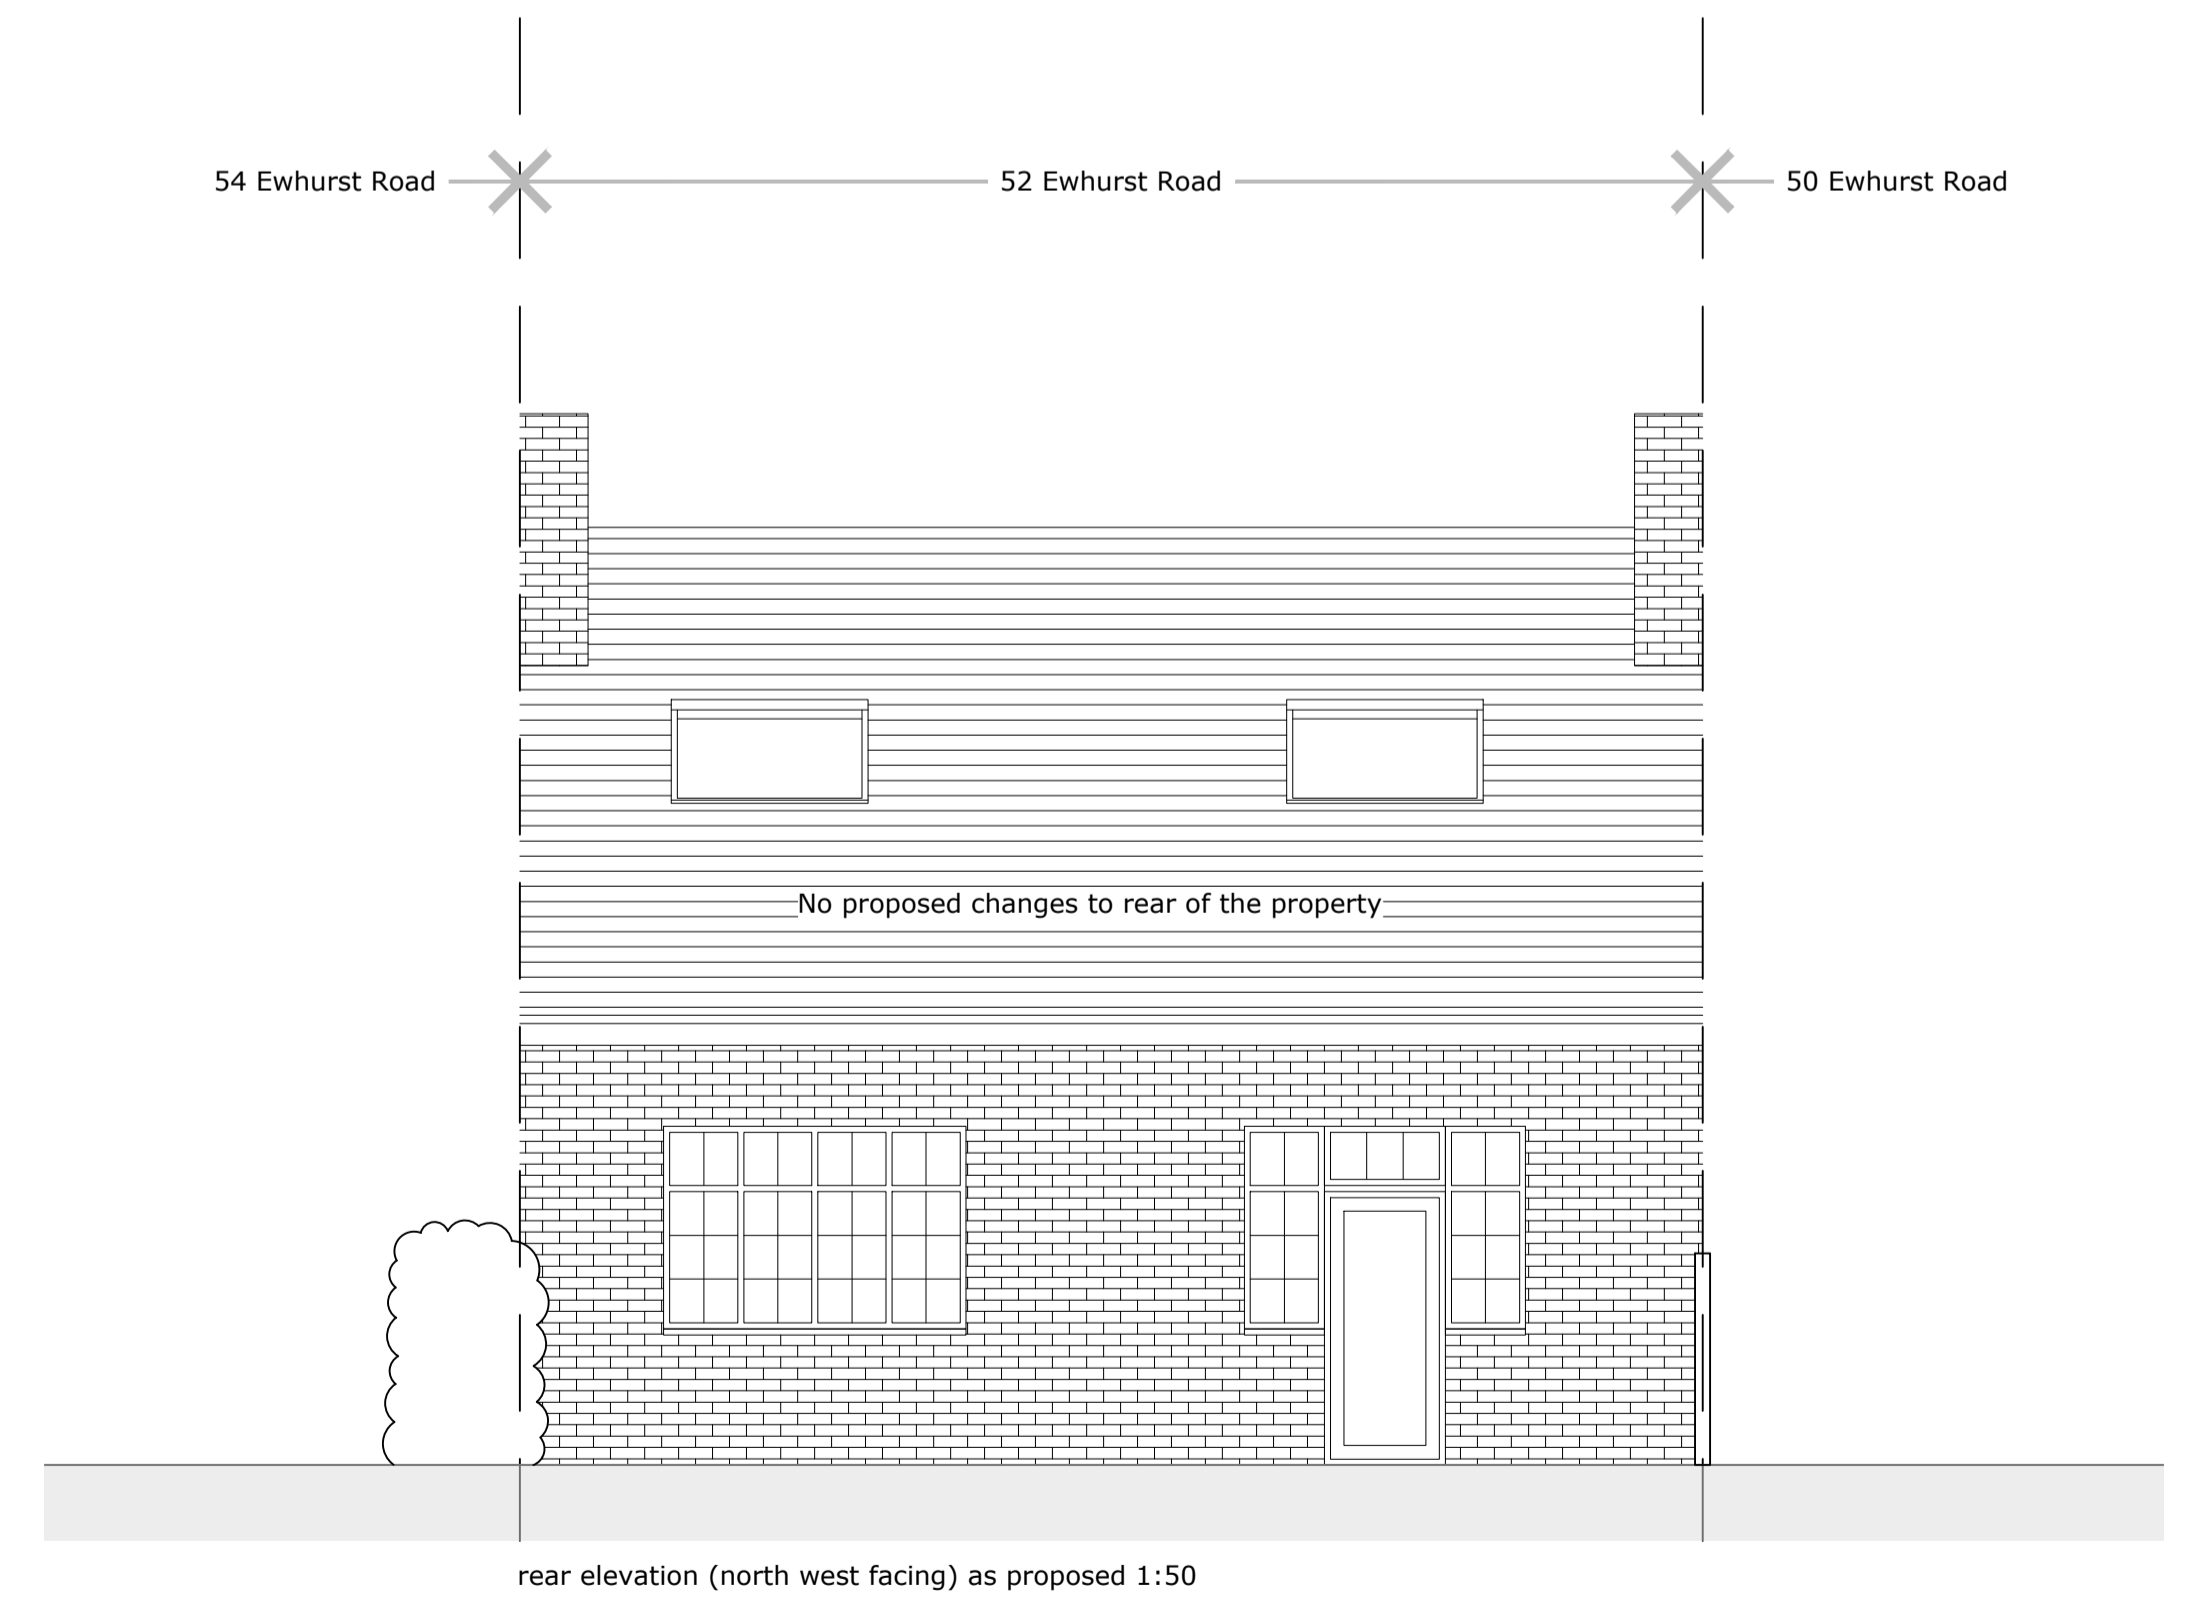 54 Ewhurst Road
52 Ewhurst Road
50 Ewhurst Road
No proposed changes to rear of the property
rear elevation (north west facing) as proposed 1:50